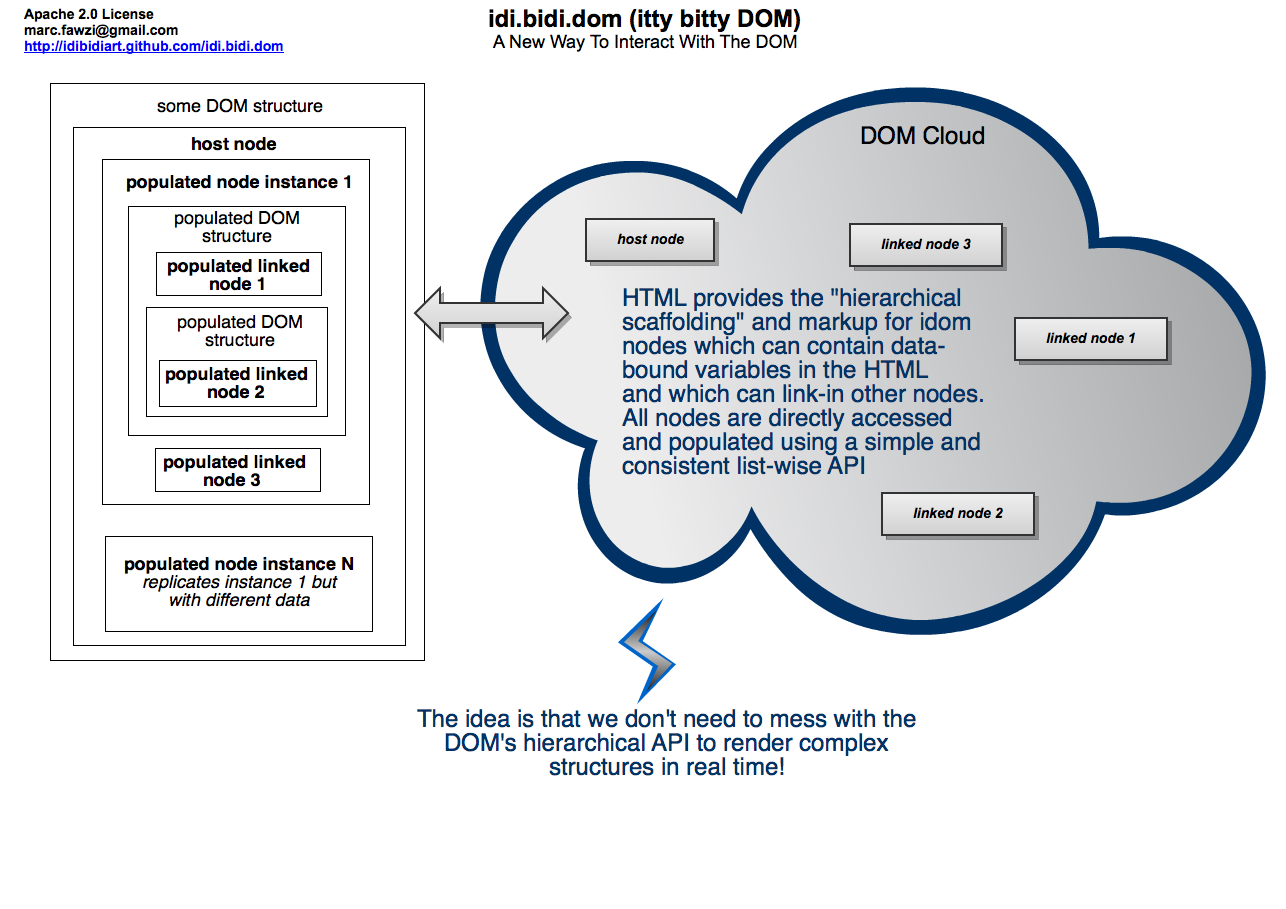 Apache 2.0 License
marc.fawzi@gmail.com
http://idibidiart.github.com/idi.bidi.dom
idi.bidi.dom (itty bitty DOM)
A New Way To Interact With The DOM
some DOM structure
host node
populated node instance 1
populated DOM
structure
populated linked
node 1
populated DOM
structure
populated linked
node 2
populated linked
node 3
populated node instance N
replicates instance 1 but
with different data
DOM Cloud
host node
linked node 3
linked node 1
HTML provides the "hierarchical
scaffolding" and markup for idom
nodes which can contain data-
bound variables in the HTML
and which can link-in other nodes.
All nodes are directly accessed
and populated using a simple and
consistent list-wise API
linked node 2
The idea is that we don't need to mess with the
DOM's hierarchical API to render complex
structures in real time!